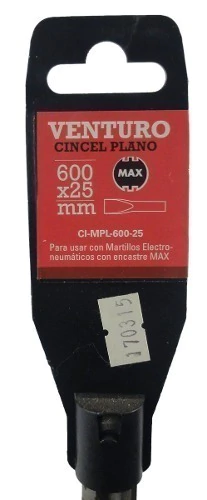 VENTURO
CINCEL PLANO
600
x25
mm
MAX
CI-MPL-600-25
Para usar con Martillos Electro-
neumáticos con encastre MAX
170315